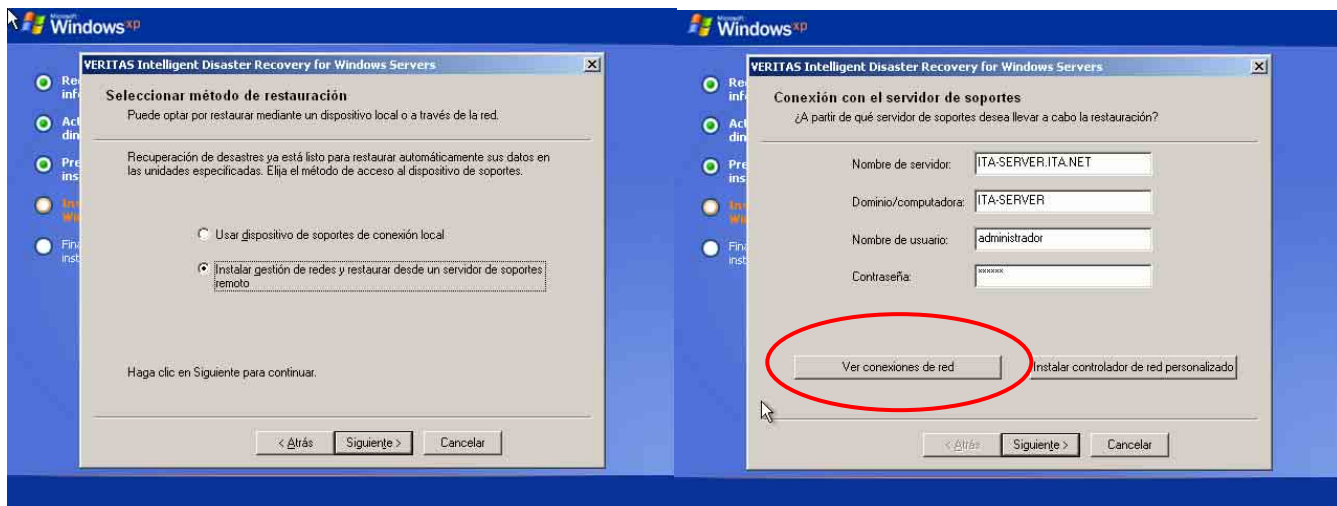 Microsoft
Windows xp
VERITAS Intelligent Disaster Recovery for Windows Servers
Seleccionar método de restauración
Puede optar por restaurar mediante un dispositivo local o a través de la red.
Recuperación de desastres ya está listo para restaurar automáticamente sus datos en
las unidades especificadas. Elija el método de acceso al dispositivo de soportes.
Usar dispositivo de soportes de conexión local
Instalar gestión de redes y restaurar desde un servidor de soportes
remoto
Haga clic en Siguiente para continuar.
< Atrás Siguiente > Cancelar
Microsoft
Windows xp
VERITAS Intelligent Disaster Recovery for Windows Servers
Conexión con el servidor de soportes
¿A partir de qué servidor de soportes desea llevar a cabo la restauración?
Nombre de servidor: ITA-SERVER.ITA.NET
Dominio/computadora: ITA-SERVER
Nombre de usuario: administrador
Contraseña: ******
Ver conexiones de red Instalar controlador de red personalizado
< Atrás Siguiente > Cancelar